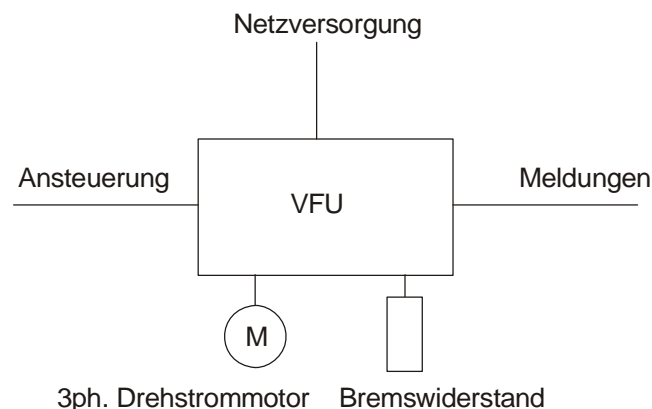 Netzversorgung
Ansteuerung
Meldungen
VFU
M
3ph. Drehstrommotor
Bremswiderstand